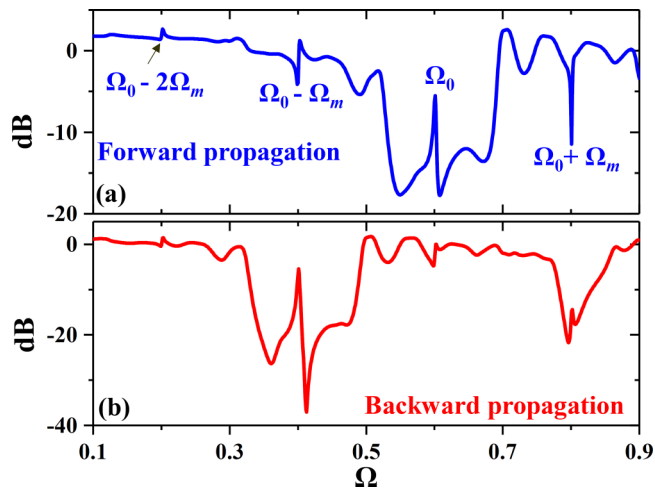 0
-10
-20
dB
Ω₀ - 2Ωₘ
Ω₀ - Ωₘ
Ω₀
Ω₀+ Ωₘ
Forward propagation
(a)
0
-20
-40
dB
(b)
Backward propagation
0.1 0.3 0.5 0.7 0.9
Ω